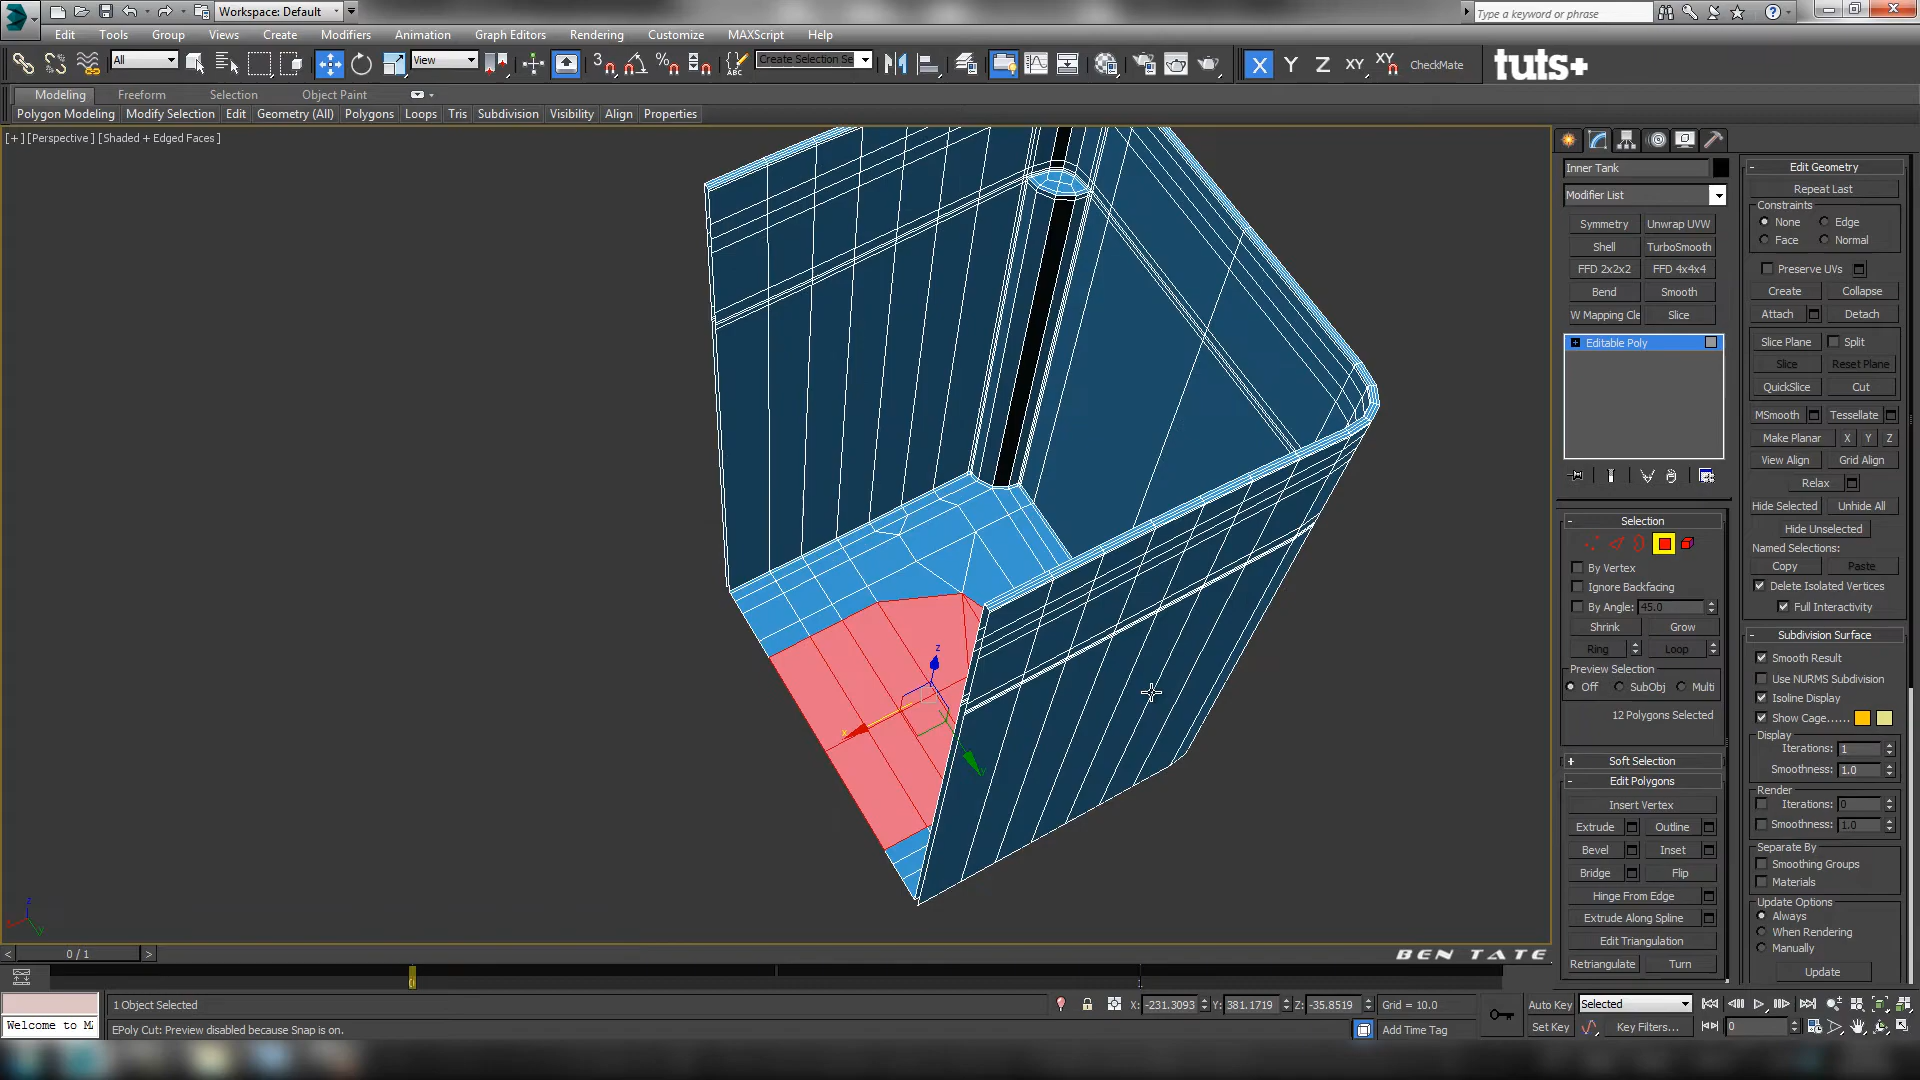 Workspace: Default
Type a keyword or phrase
Edit Tools Group Views Create Modifiers Animation Graph Editors Rendering Customize MAXScript Help
All View Create Selection Se X Y Z XY XY CheckMate tuts+
Modeling Freeform Selection Object Paint
Polygon Modeling Modify Selection Edit Geometry (All) Polygons Loops Tris Subdivision Visibility Align Properties
[+] [Perspective] [Shaded + Edged Faces]
Inner Tank
Modifier List
Symmetry Unwrap UVW
Shell TurboSmooth
FFD 2x2x2 FFD 4x4x4
Bend Smooth
W Mapping Cle Slice
Editable Poly
Selection
By Vertex
Ignore Backfacing
By Angle: 45.0
Shrink Grow
Ring Loop
Preview Selection
Off SubObj Multi
12 Polygons Selected
Soft Selection
Edit Polygons
Insert Vertex
Extrude Outline
Bevel Inset
Bridge Flip
Hinge From Edge
Extrude Along Spline
Edit Triangulation
Retriangulate Turn
Edit Geometry
Repeat Last
Constraints
None Edge
Face Normal
Preserve UVs
Create Collapse
Attach Detach
Slice Plane Split
Slice Reset Plane
QuickSlice Cut
MSmooth Tessellate
Make Planar X Y Z
View Align Grid Align
Relax
Hide Selected Unhide All
Hide Unselected
Named Selections:
Copy Paste
Delete Isolated Vertices
Full Interactivity
Subdivision Surface
Smooth Result
Use NURMS Subdivision
Isoline Display
Show Cage......
Display
Iterations: 1
Smoothness: 1.0
Render
Iterations: 0
Smoothness: 1.0
Separate By
Smoothing Groups
Materials
Update Options
Always
When Rendering
Manually
Update
z
x
y
0 / 1
BEN TATE
0
1
1 Object Selected X: -231.3093 Y: 381.1719 Z: -35.8519 Grid = 10.0 Auto Key Selected
Welcome to M EPoly Cut: Preview disabled because Snap is on. Add Time Tag Set Key Key Filters... 0